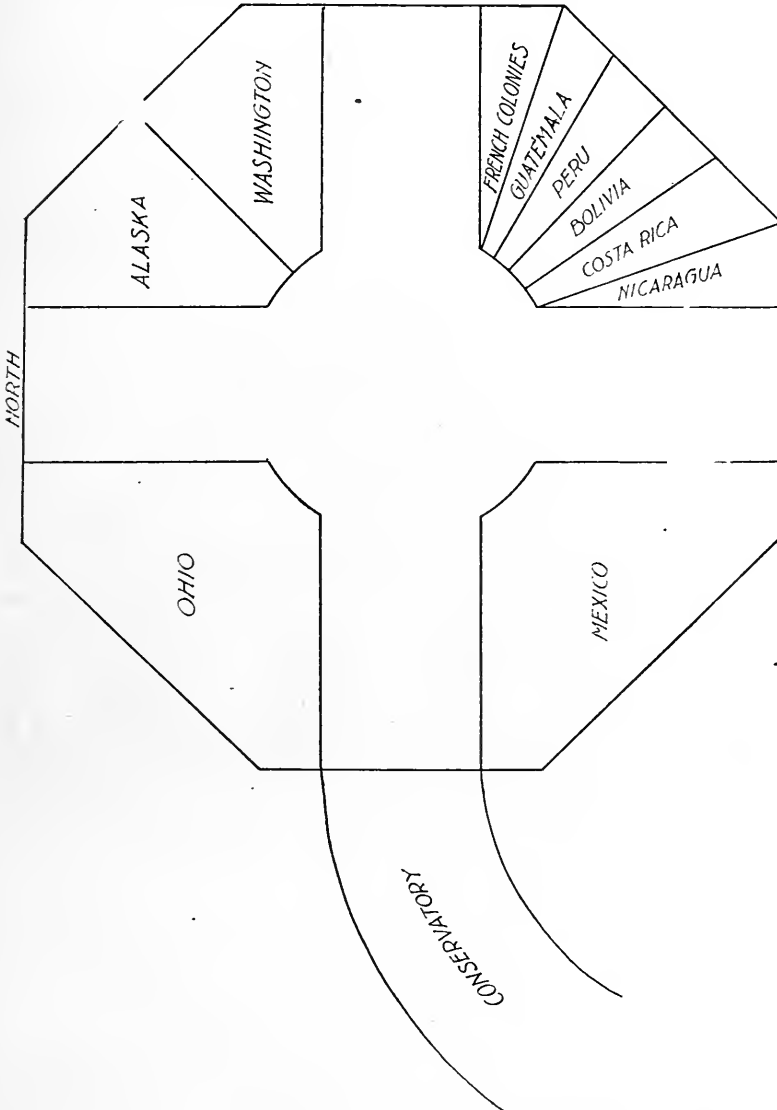 FRENCH COLONIES
WASHINGTON
GUATEMALA
PERU
BOLIVIA
ALASKA
COSTA RICA
NICARAGUA
NORTH
OHIO
MEXICO
CONSERVATORY